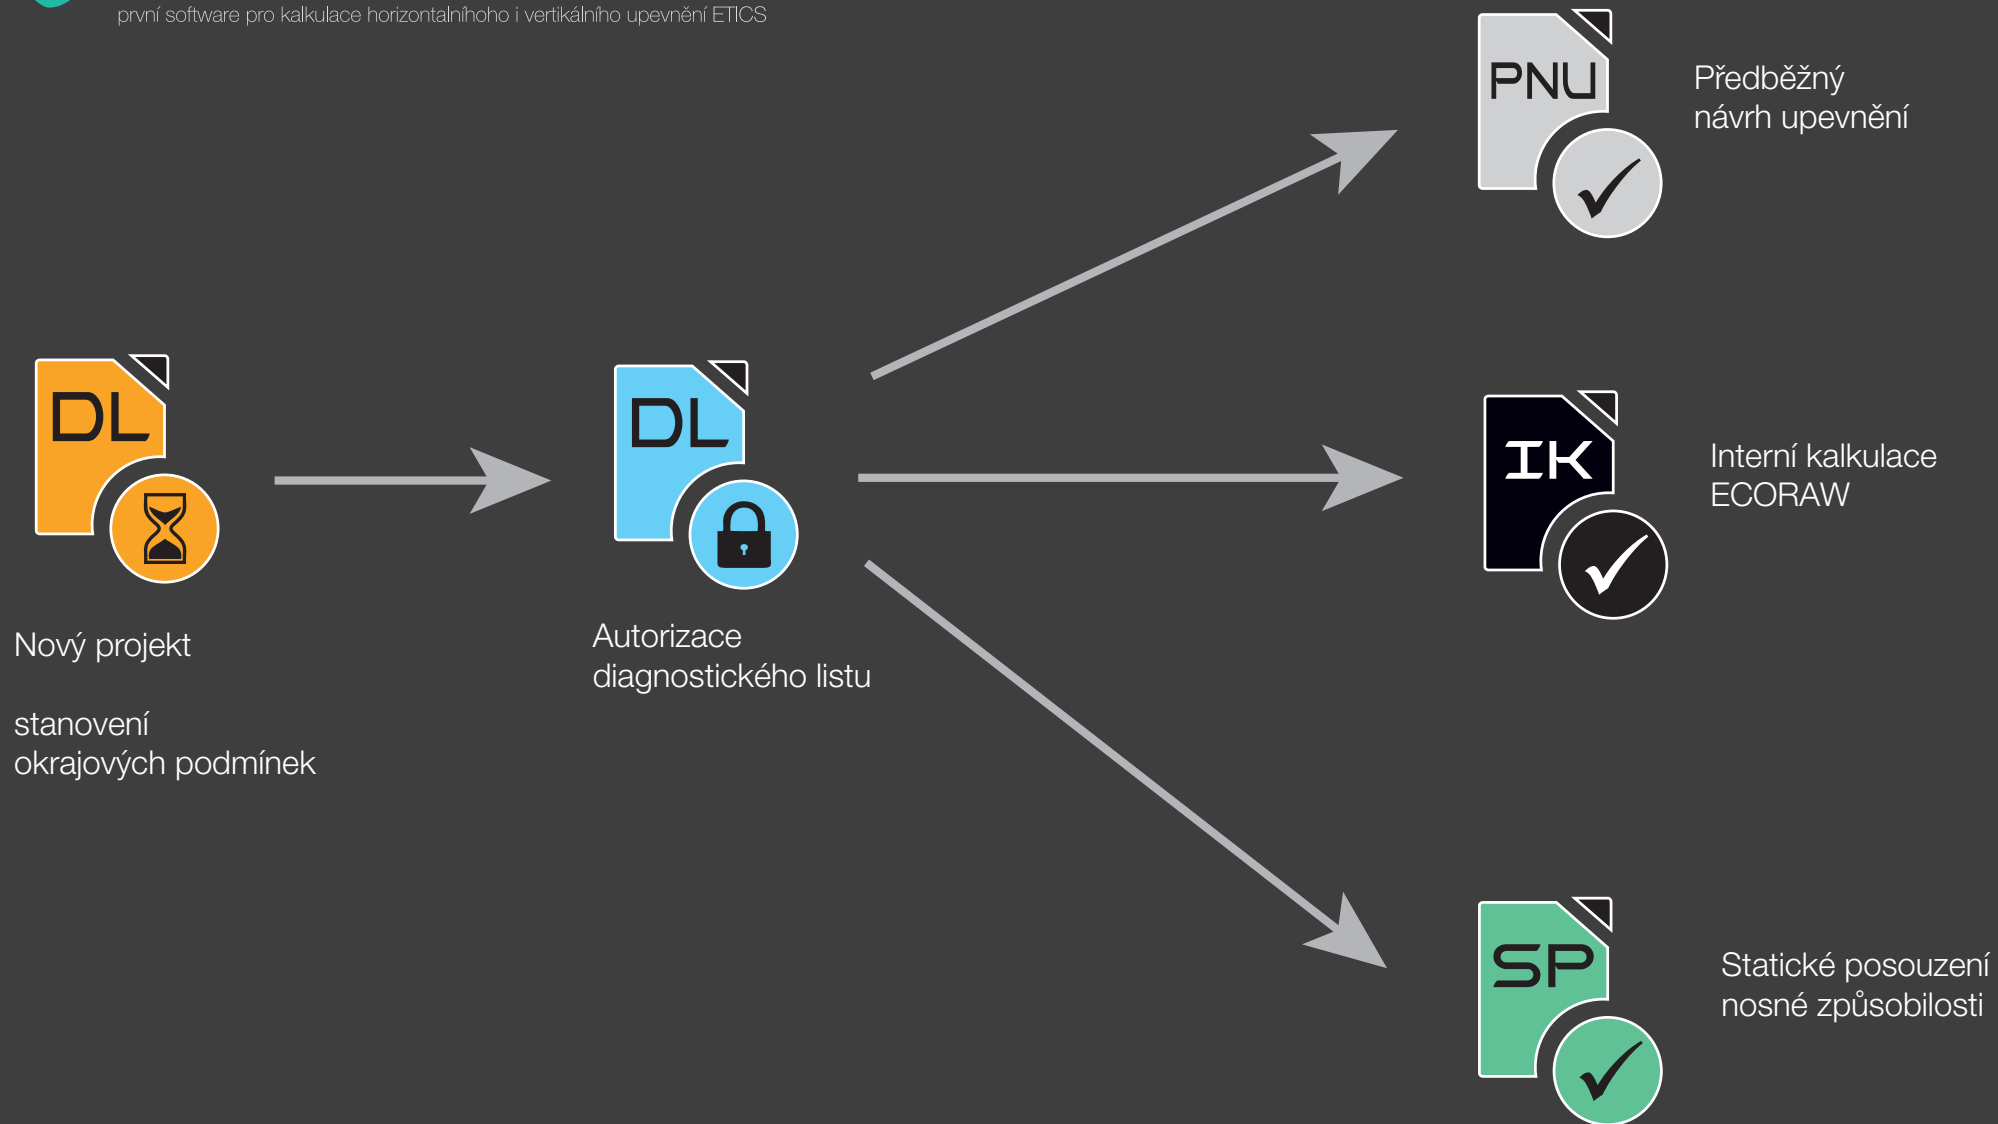 první software pro kalkulace horizontalníhoho i vertikálního upevnění ETICS
PNU
Předběžný
návrh upevnění
DL
Nový projekt
stanovení
okrajových podmínek
DL
Autorizace
diagnostického listu
IK
Interní kalkulace
ECORAW
SP
Statické posouzení
nosné způsobilosti